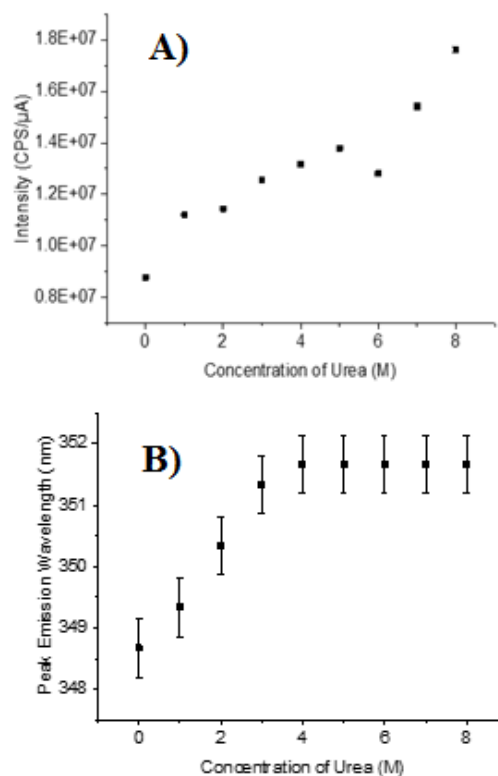 A)
1.8E+07
1.6E+07
1.4E+07
1.2E+07
1.0E+07
0.8E+07
Intensity (CPS/μA)
0 2 4 6 8
Concentration of Urea (M)
B)
352
351
350
349
348
Peak Emission Wavelength (nm)
0 2 4 6 8
Concentration of Urea (M)